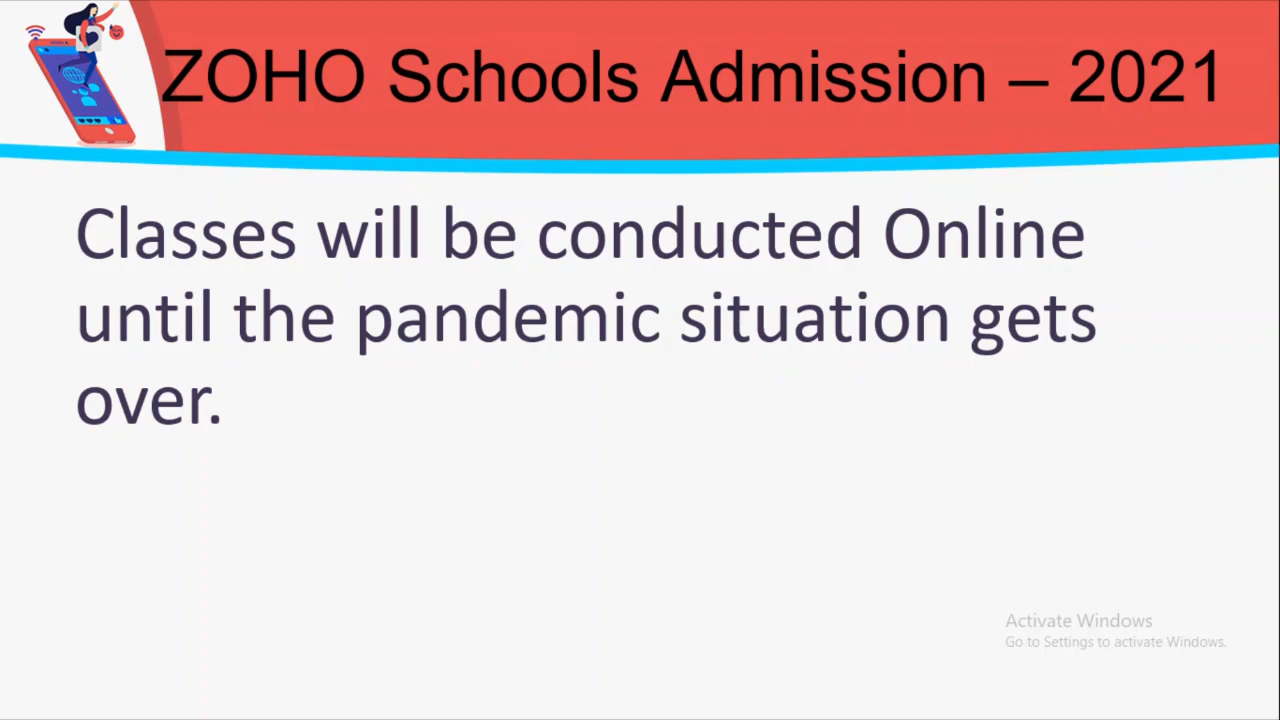 ZOHO Schools Admission – 2021
Classes will be conducted Online
until the pandemic situation gets
over.
Activate Windows
Go to Settings to activate Windows.